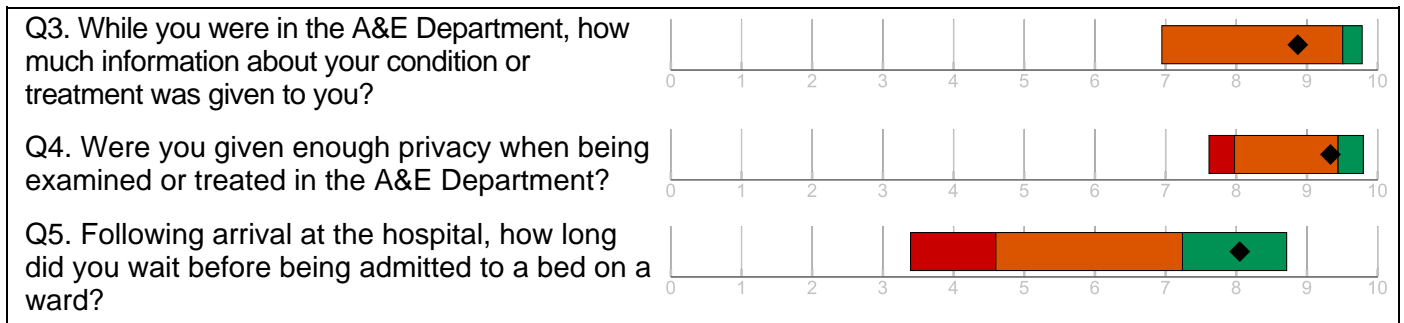 Q3. While you were in the A&E Department, how
much information about your condition or
treatment was given to you?
0 1 2 3 4 5 6 7 8 9 10
Q4. Were you given enough privacy when being
examined or treated in the A&E Department?
0 1 2 3 4 5 6 7 8 9 10
Q5. Following arrival at the hospital, how long
did you wait before being admitted to a bed on a
ward?
0 1 2 3 4 5 6 7 8 9 10